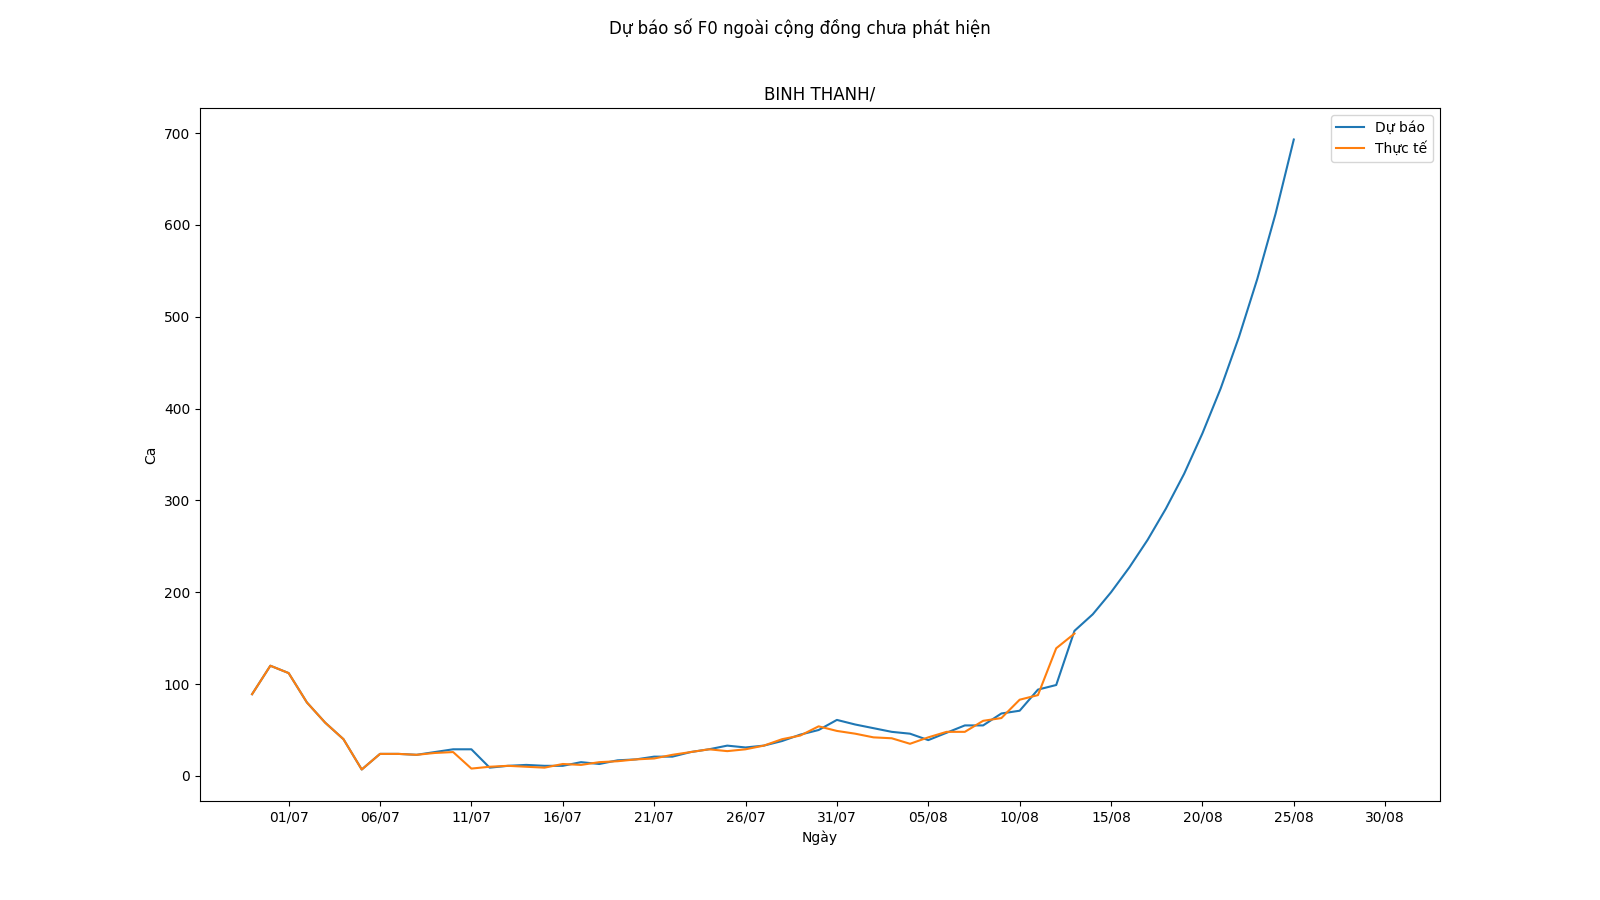 Dự báo số F0 ngoài cộng đồng chưa phát hiện
BINH THANH/
Dự báo
Thực tế
700
600
500
400
300
200
100
0
Ca
01/07 06/07 11/07 16/07 21/07 26/07 31/07 05/08 10/08 15/08 20/08 25/08 30/08
Ngày